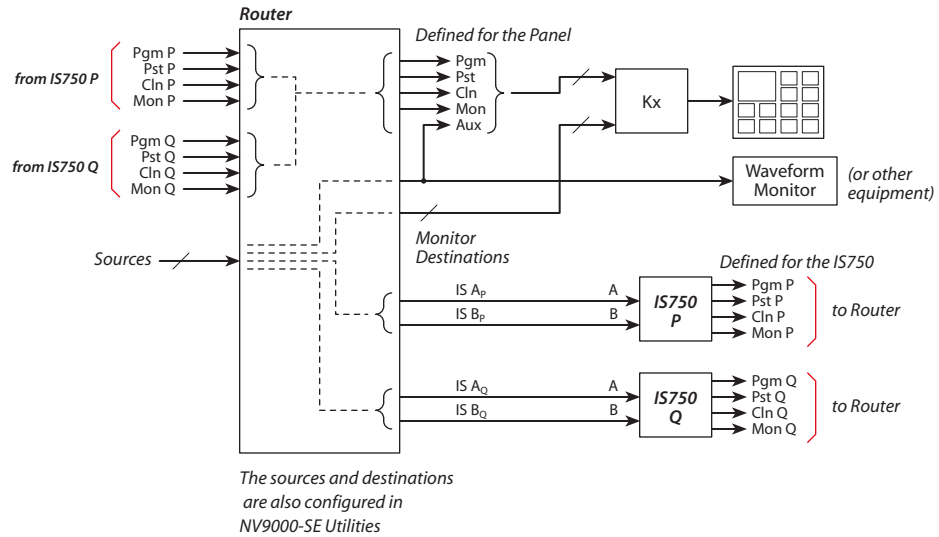 Router
Defined for the Panel
from IS750 P
Pgm P
Pst P
Cln P
Mon P
from IS750 Q
Pgm Q
Pst Q
Cln Q
Mon Q
Sources
Pgm
Pst
Cln
Mon
Aux
Kx
Waveform
Monitor
(or other
equipment)
Monitor
Destinations
Defined for the IS750
IS AP
A
IS BP
B
IS750
P
Pgm P
Pst P
Cln P
Mon P
to Router
IS AQ
A
IS BQ
B
IS750
Q
Pgm Q
Pst Q
Cln Q
Mon Q
to Router
The sources and destinations
are also configured in
NV9000-SE Utilities